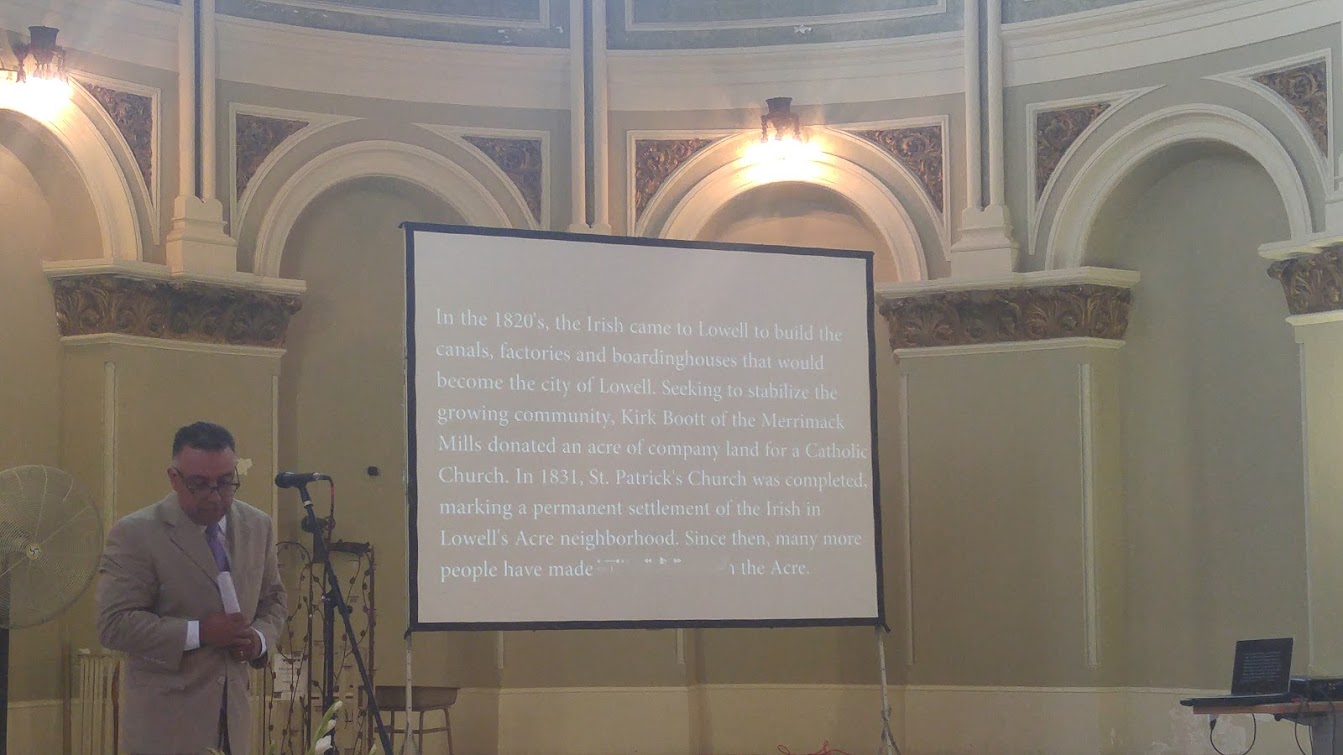 In the 1820's, the Irish came to Lowell to build the
canals, factories and boardinghouses that would
become the city of Lowell. Seeking to stabilize the
growing community, Kirk Boott of the Merrimack
Mills donated an acre of company land for a Catholic
Church. In 1831, St. Patrick's Church was completed,
marking a permanent settlement of the Irish in
Lowell's Acre neighborhood. Since then, many more
people have made the Acre.